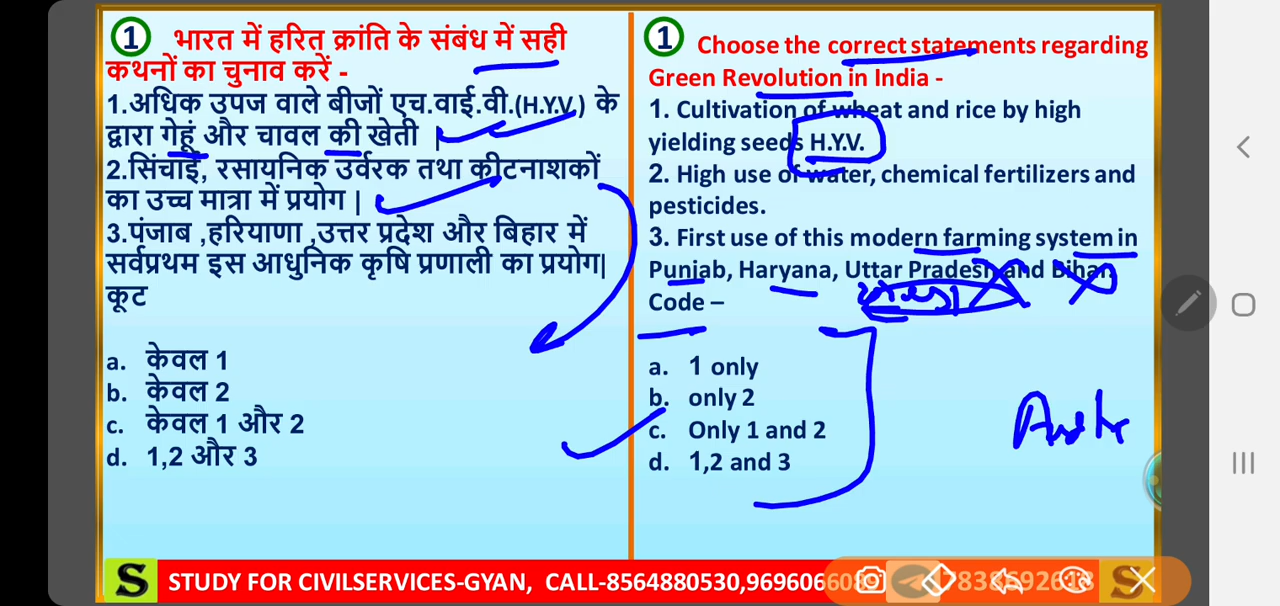 1 भारत में हरित क्रांति के संबंध में सही
कथनों का चुनाव करें -
1.अधिक उपज वाले बीजों एच.वाई.वी.(H.Y.V.) के
द्वारा गेहूं और चावल की खेती |
2.सिंचाई, रसायनिक उर्वरक तथा कीटनाशकों
का उच्च मात्रा में प्रयोग |
3.पंजाब ,हरियाणा ,उत्तर प्रदेश और बिहार में
सर्वप्रथम इस आधुनिक कृषि प्रणाली का प्रयोग|
कूट
a. केवल 1
b. केवल 2
c. केवल 1 और 2
d. 1,2 और 3
1 Choose the correct statements regarding
Green Revolution in India -
1. Cultivation of wheat and rice by high
yielding seeds H.Y.V.
2. High use of water, chemical fertilizers and
pesticides.
3. First use of this modern farming system in
Punjab, Haryana, Uttar Pradesh and Bihar.
Code –
a. 1 only
b. only 2
c. Only 1 and 2
d. 1,2 and 3
S STUDY FOR CIVILSERVICES-GYAN, CALL-8564880530,9696066089 7838692618 S